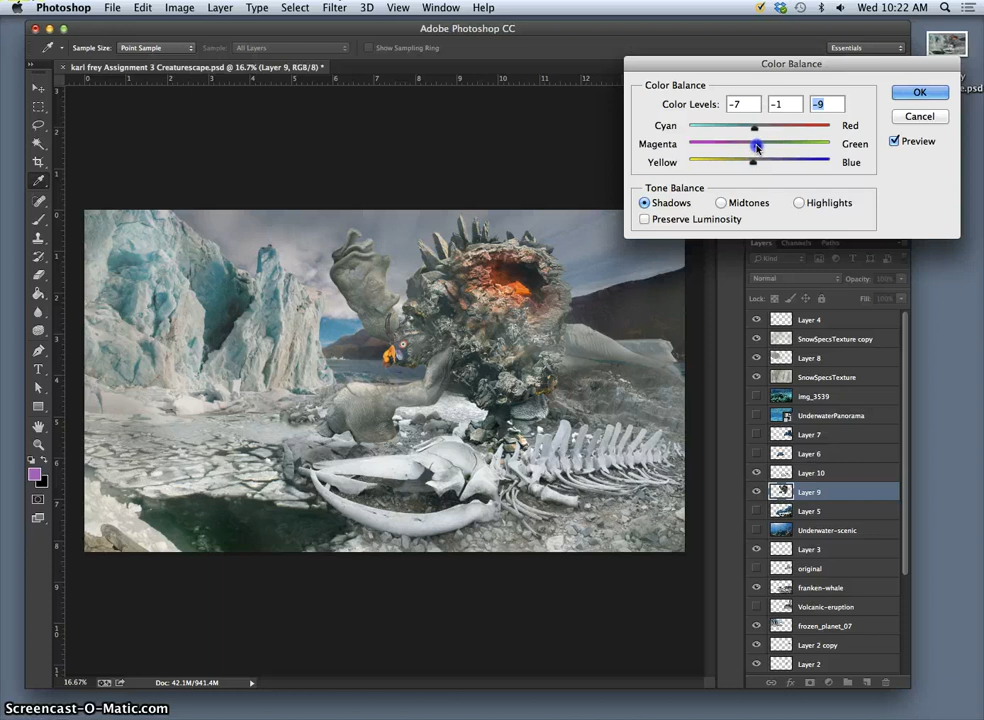 Photoshop File Edit Image Layer Type Select Filter 3D View Window Help Wed 10:22 AM
Adobe Photoshop CC
Sample Size: Point Sample Sample: All Layers Show Sampling Ring Essentials
karl frey Assignment 3 Creaturescape.psd @ 16.7% (Layer 9, RGB/8) *
Color Balance
Color Balance
Color Levels: -7 -1 -9
Cyan Red
Magenta Green
Yellow Blue
Tone Balance
Shadows Midtones Highlights
Preserve Luminosity
OK
Cancel
Preview
Layers Channels Paths
Kind
Normal Opacity: 100%
Lock: Fill: 100%
Layer 4
SnowSpecsTexture copy
Layer 8
SnowSpecsTexture
img_3539
UnderwaterPanorama
Layer 7
Layer 6
Layer 10
Layer 9
Layer 5
Underwater-scenic
Layer 3
original
franken-whale
Volcanic-eruption
frozen_planet_07
Layer 2 copy
Layer 2
16.67% Doc: 42.1M/941.4M
Screencast-O-Matic.com